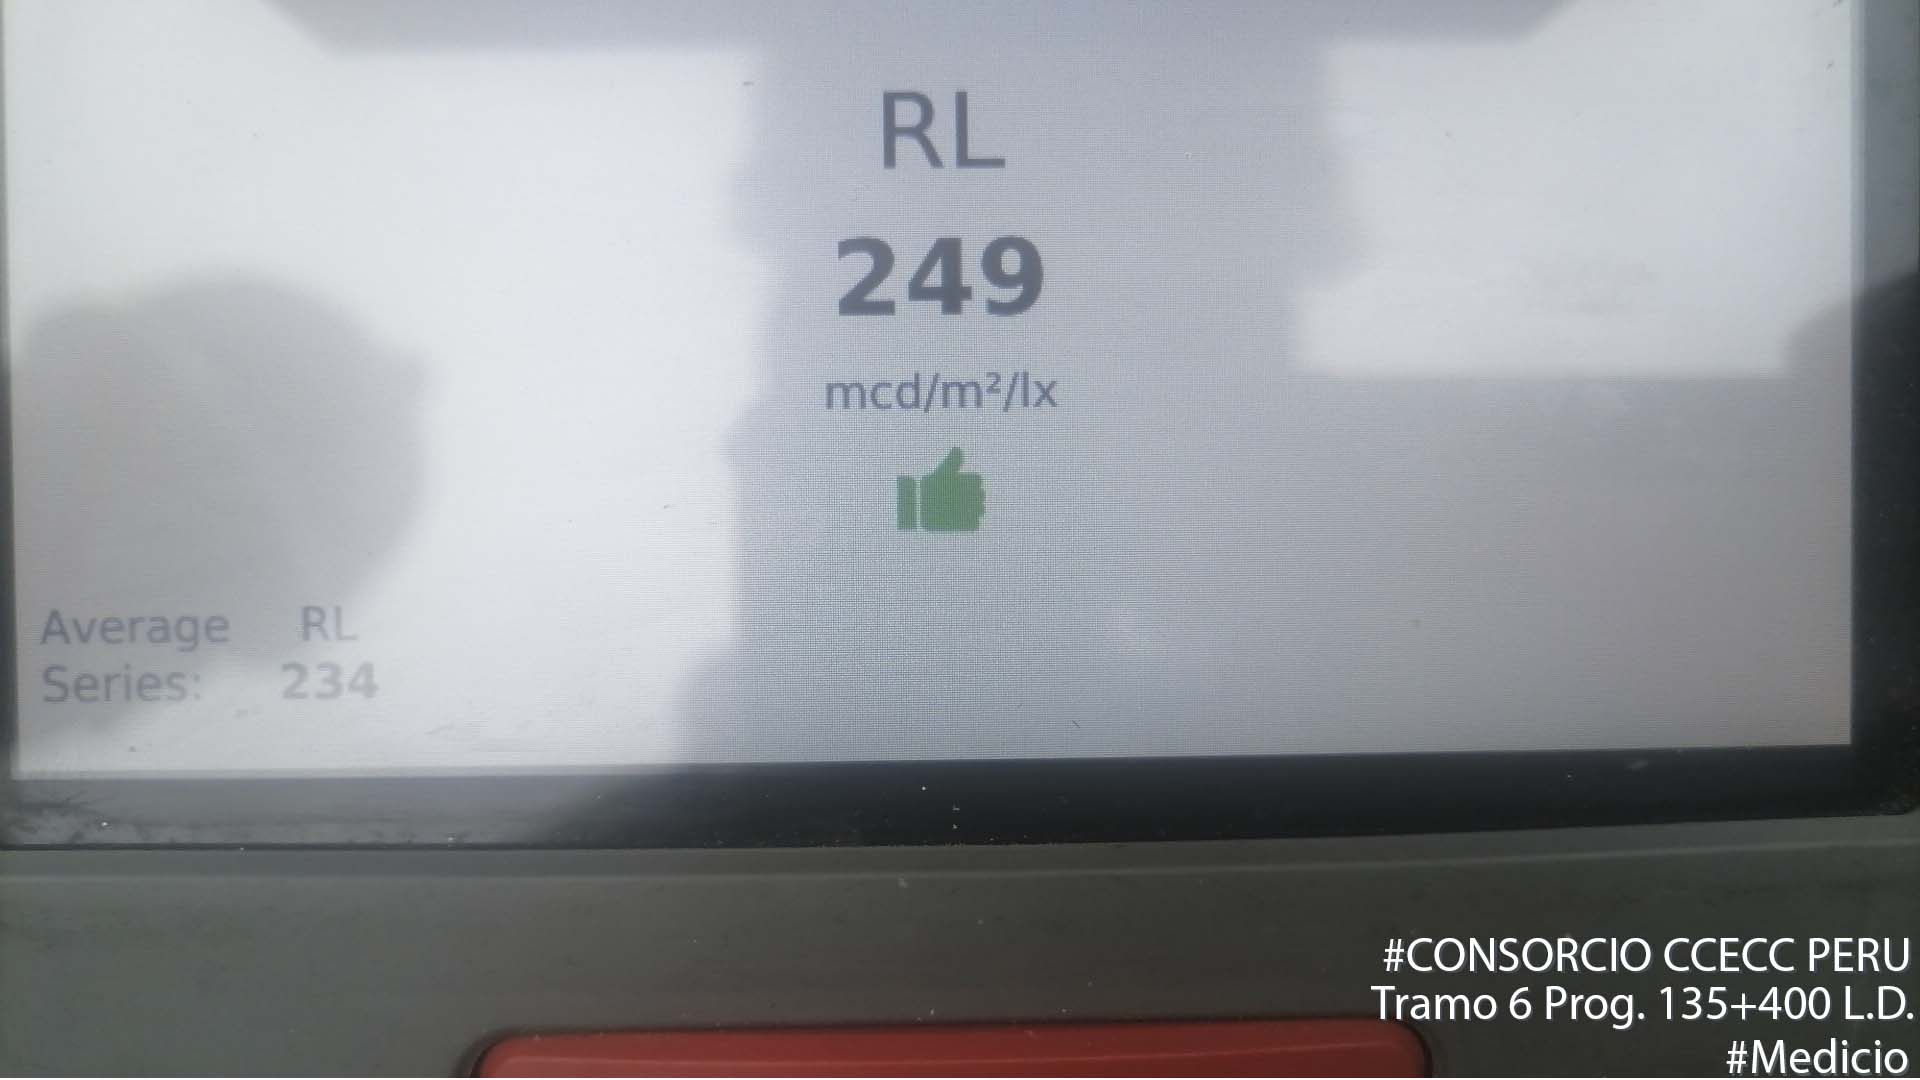 RL
249
mcd/m²/lx
Average RL
Series: 234
#CONSORCIO CCECC PERU
Tramo 6 Prog. 135+400 L.D.
#Medicio